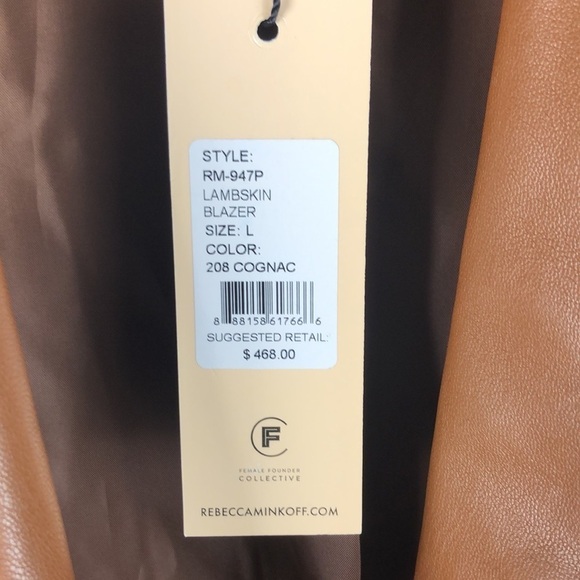 STYLE:
RM-947P
LAMBSKIN
BLAZER
SIZE: L
COLOR:
208 COGNAC
8 88158 61766 6
SUGGESTED RETAIL:
$ 468.00
F
FEMALE FOUNDER
COLLECTIVE
REBECCAMINKOFF.COM